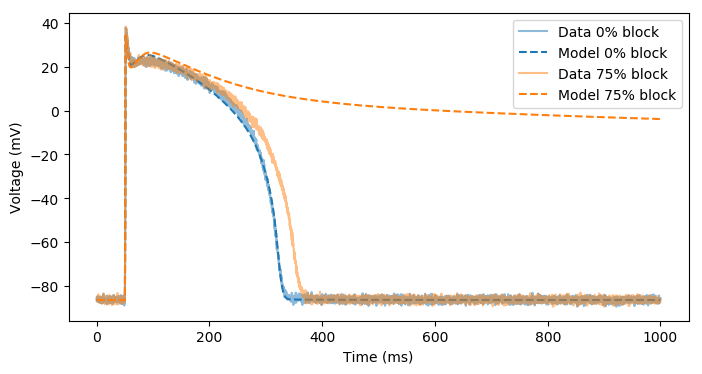 40
20
0
−20
−40
−60
−80
Voltage (mV)
Data 0% block
Model 0% block
Data 75% block
Model 75% block
0
200
400
600
800
1000
Time (ms)